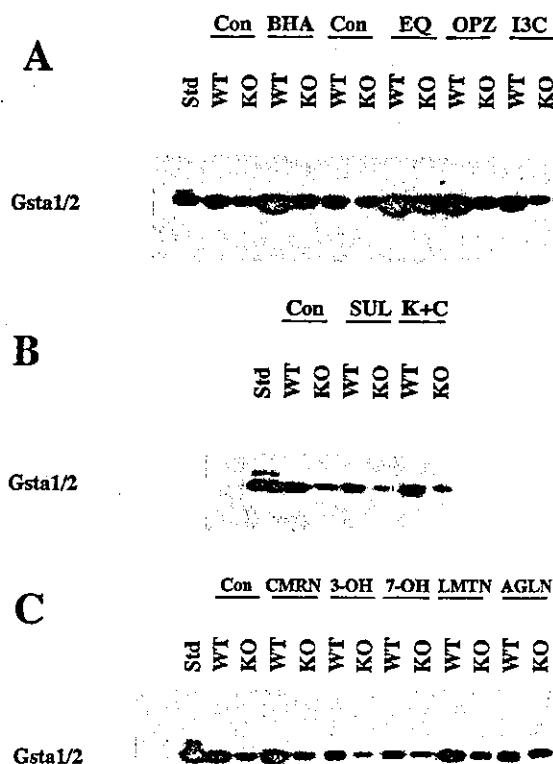 Con BHA Con EQ OPZ I3C
A
Std WT KO WT KO WT KO WT KO WT KO WT KO
Gsta1/2
Con SUL K+C
B
Std WT KO WT KO WT KO
Gsta1/2
Con CMRN 3-OH 7-OH LMTN AGLN
C
Std WT KO WT KO WT KO WT KO WT KO WT KO
Gsta1/2